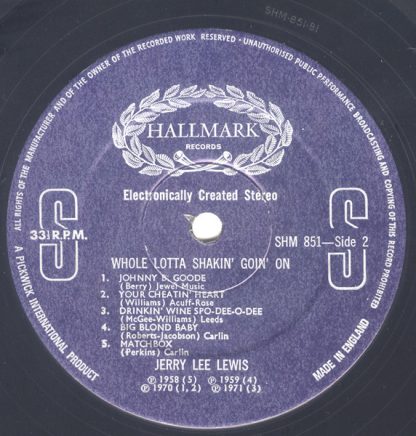 SHM·851·B1
ALL RIGHTS OF THE MANUFACTURER AND OF THE OWNER OF THE RECORDED WORK RESERVED · UNAUTHORISED PUBLIC PERFORMANCE BROADCASTING AND COPYING OF THIS RECORD PROHIBITED
HALLMARK
RECORDS
Electronically Created Stereo
S S
33⅓ R.P.M.
SHM 851—Side 2
WHOLE LOTTA SHAKIN' GOIN' ON
1. JOHNNY B. GOODE
(Berry) Jewel Music
2. YOUR CHEATIN' HEART
(Williams) Acuff-Rose
3. DRINKIN' WINE SPO-DEE-O-DEE
(McGee-Williams) Leeds
4. BIG BLOND BABY
(Roberts-Jacobson) Carlin
5. MATCHBOX
(Perkins) Carlin
JERRY LEE LEWIS
℗ 1958 (5) ℗ 1959 (4)
℗ 1970 (1, 2) ℗ 1971 (3)
A PICKWICK INTERNATIONAL PRODUCT
MADE IN ENGLAND